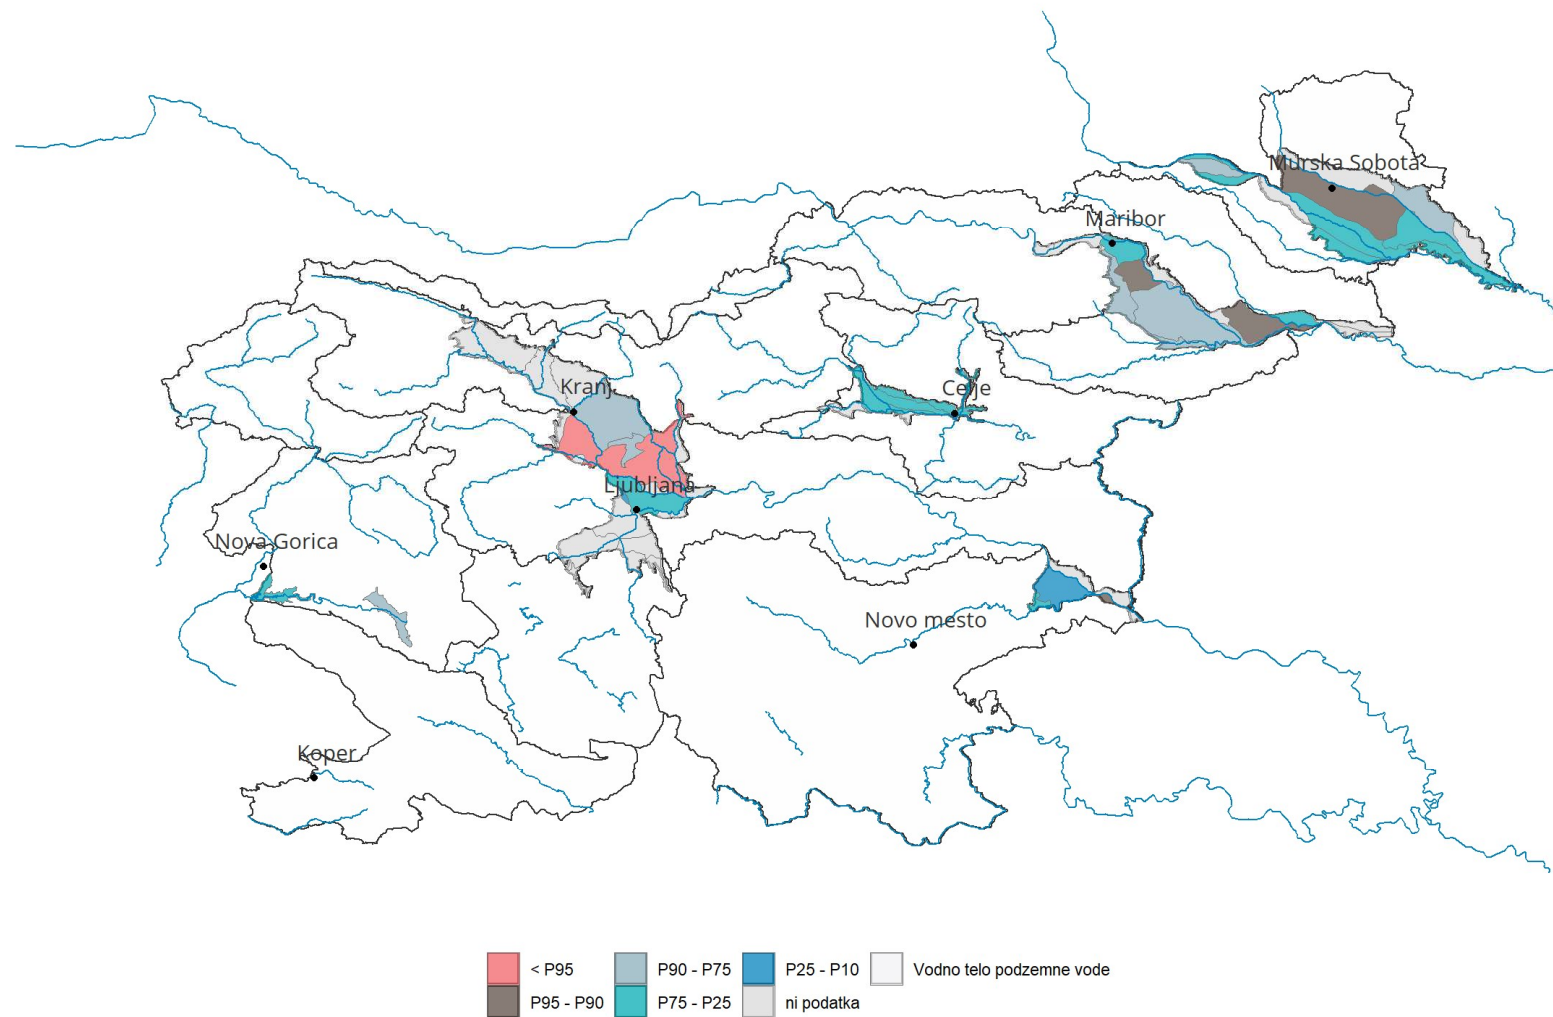 Murska Sobota
Maribor
Kranj
Celje
Ljubljana
Nova Gorica
Novo mesto
Koper
< P95
P90 - P75
P25 - P10
Vodno telo podzemne vode
P95 - P90
P75 - P25
ni podatka